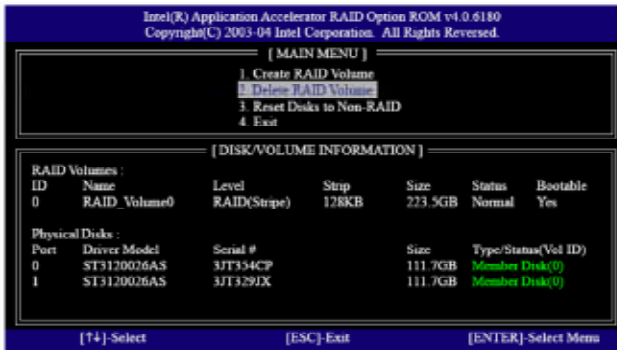 Intel(R) Application Accelerator RAID Option ROM v4.0.6180
Copyright(C) 2003-04 Intel Corporation. All Rights Reversed.
[ MAIN MENU ]
1. Create RAID Volume
2. Delete RAID Volume
3. Reset Disks to Non-RAID
4. Exit
[ DISK/VOLUME INFORMATION ]
RAID Volumes :
ID Name Level Strip Size Status Bootable
0 RAID_Volume0 RAID(Stripe) 128KB 223.5GB Normal Yes
Physical Disks :
Port Driver Model Serial # Size Type/Status(Vol ID)
0 ST3120026AS 3JT354CP 111.7GB Member Disk(0)
1 ST3120026AS 3JT329JX 111.7GB Member Disk(0)
[↑↓]-Select [ESC]-Exit [ENTER]-Select Menu